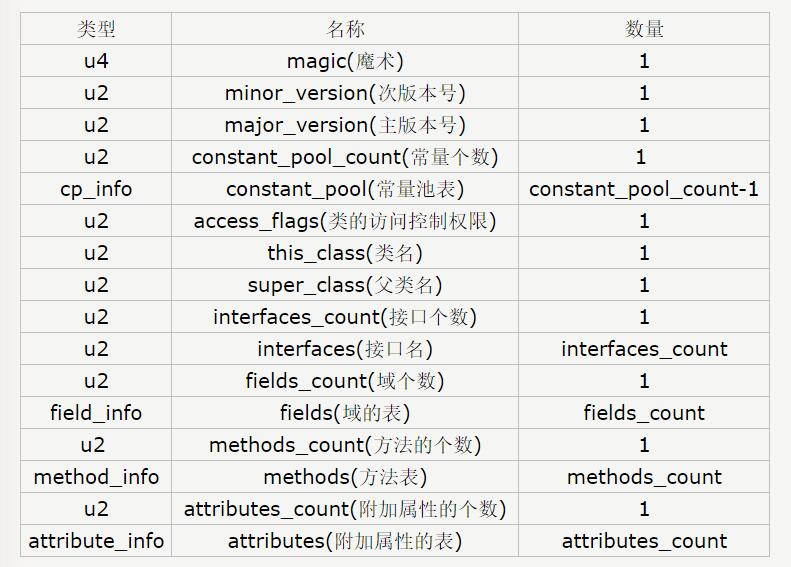 类型 名称 数量
u4 magic(魔术) 1
u2 minor_version(次版本号) 1
u2 major_version(主版本号) 1
u2 constant_pool_count(常量个数) 1
cp_info constant_pool(常量池表) constant_pool_count-1
u2 access_flags(类的访问控制权限) 1
u2 this_class(类名) 1
u2 super_class(父类名) 1
u2 interfaces_count(接口个数) 1
u2 interfaces(接口名) interfaces_count
u2 fields_count(域个数) 1
field_info fields(域的表) fields_count
u2 methods_count(方法的个数) 1
method_info methods(方法表) methods_count
u2 attributes_count(附加属性的个数) 1
attribute_info attributes(附加属性的表) attributes_count